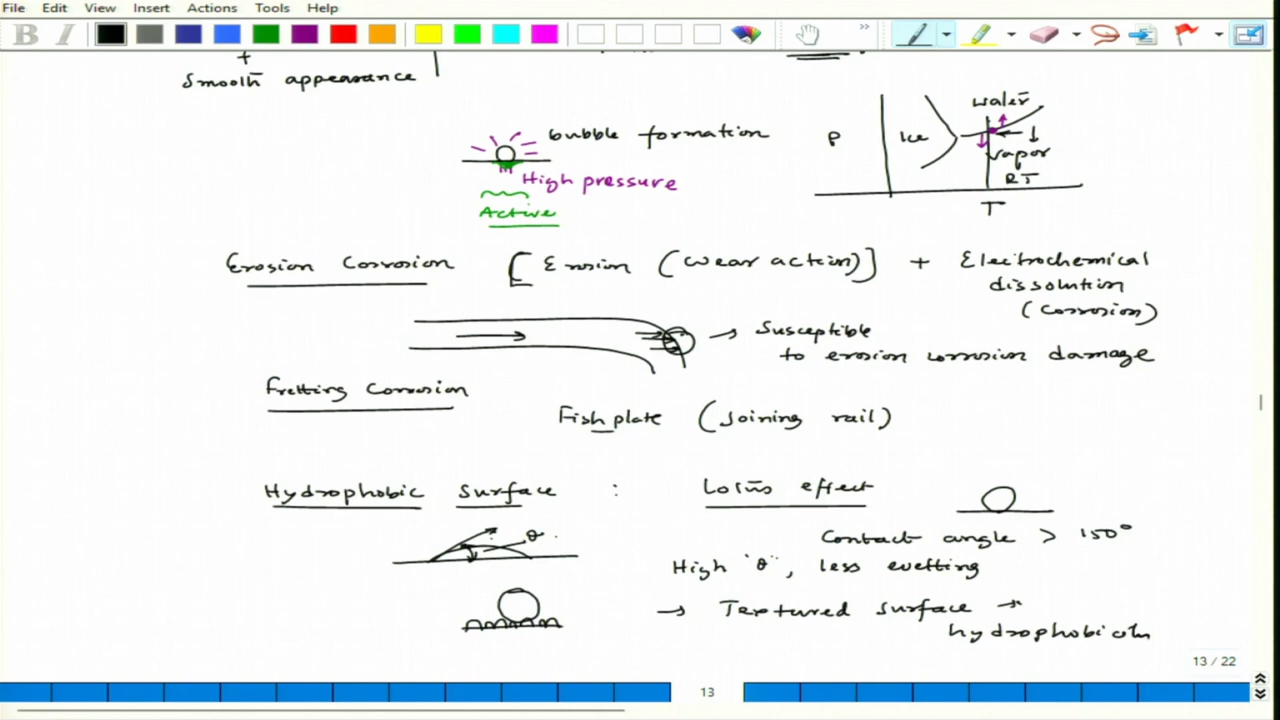 File Edit View Insert Actions Tools Help
B I
+
Smooth appearance
bubble formation
High pressure
Active
P
Ice
water
vapor
RT
T
Erosion Corrosion [Erosion (wear action)] + Electrochemical
dissolution
(corrosion)
→ Susceptible
to erosion corrosion damage
Fretting Corrosion
Fish plate (Joining rail)
Hydrophobic surface : Lotus effect
θ
Contact angle > 150°
High "θ", less wetting
→ Textured surface →
13 / 22
13